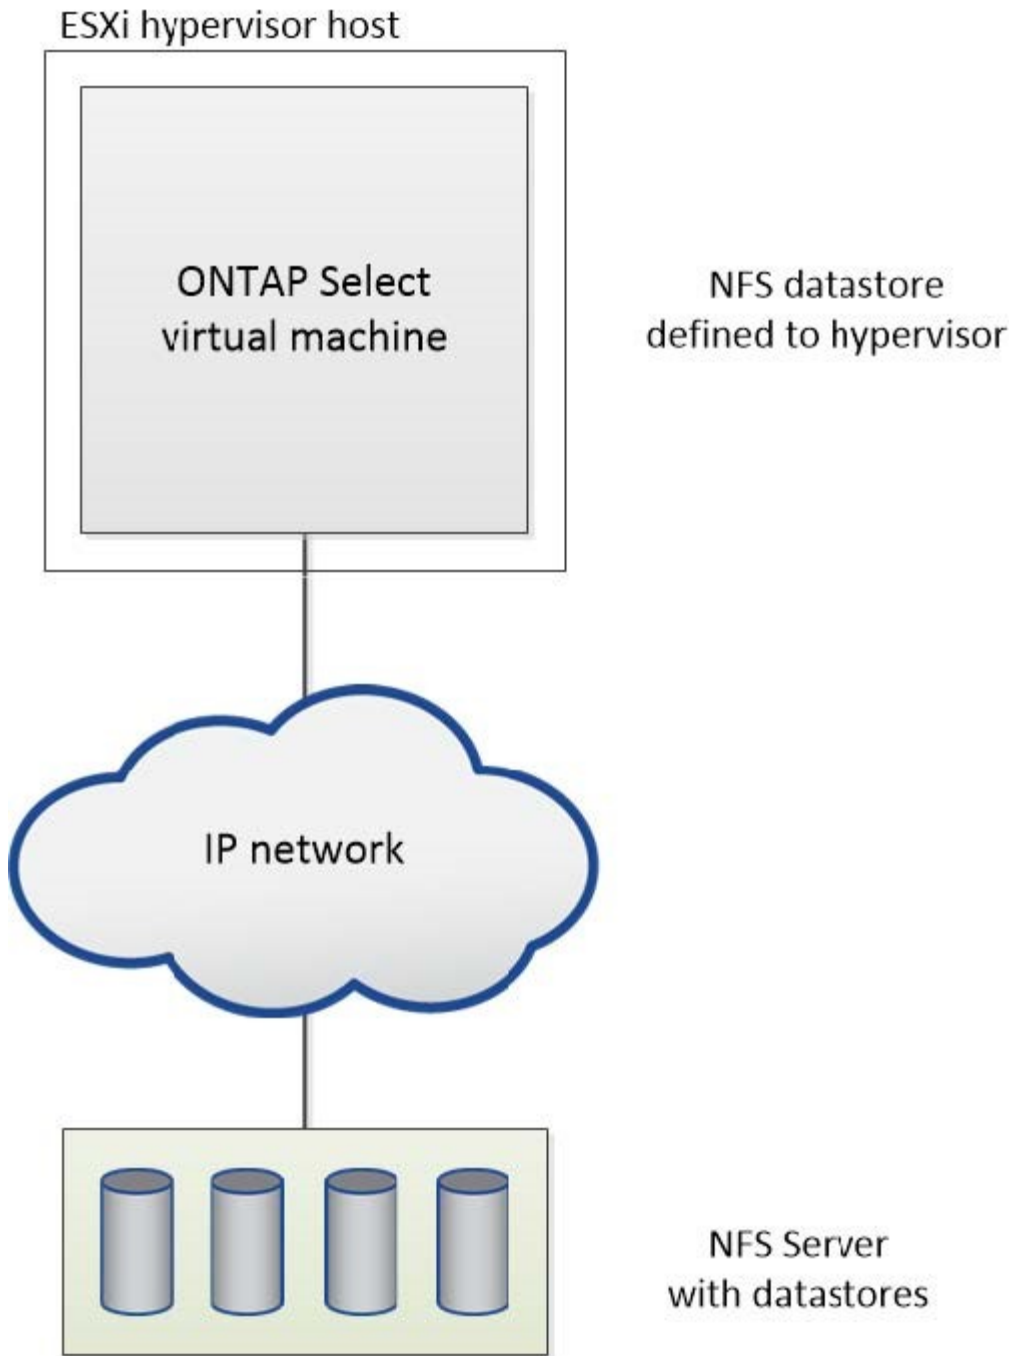 ESXi hypervisor host
ONTAP Select
virtual machine
NFS datastore
defined to hypervisor
IP network
NFS Server
with datastores